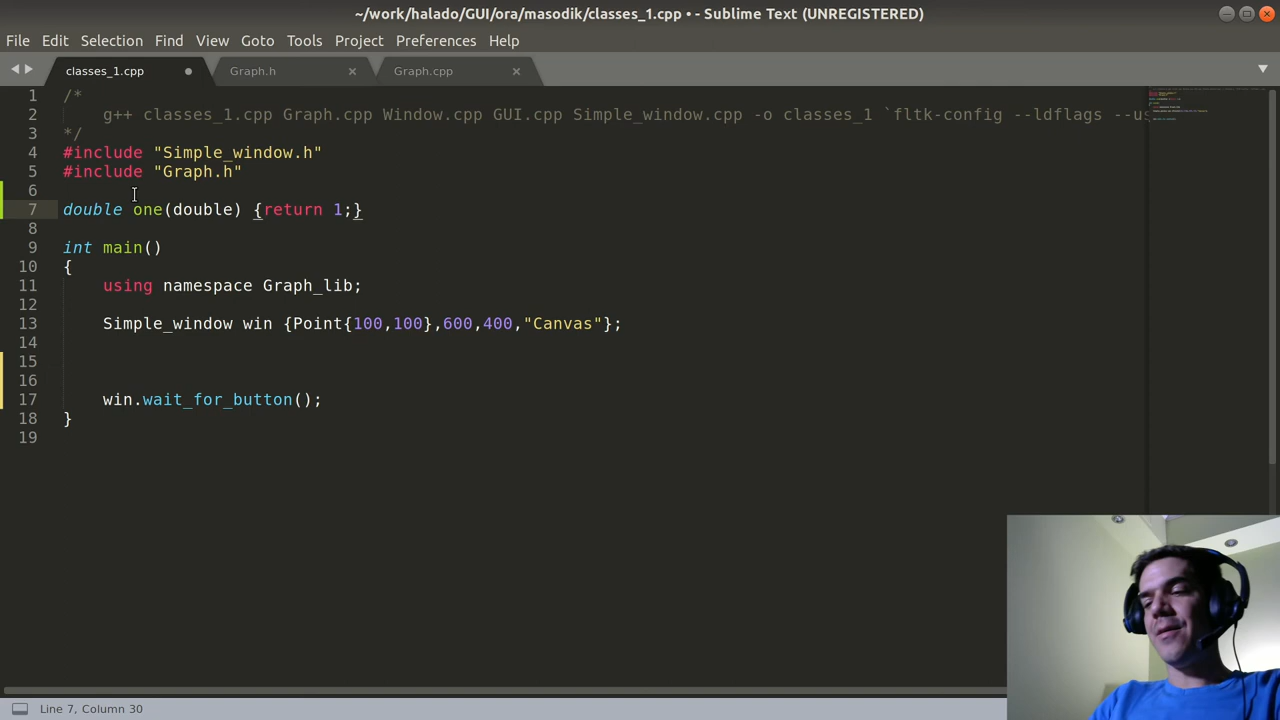 ~/work/halado/GUI/ora/masodik/classes_1.cpp • - Sublime Text (UNREGISTERED)
File Edit Selection Find View Goto Tools Project Preferences Help
classes_1.cpp Graph.h Graph.cpp
1 /*
2 g++ classes_1.cpp Graph.cpp Window.cpp GUI.cpp Simple_window.cpp -o classes_1 `fltk-config --ldflags --us
3 */
4 #include "Simple_window.h"
5 #include "Graph.h"
6
7 double one(double) {return 1;}
8
9 int main()
10 {
11 using namespace Graph_lib;
12
13 Simple_window win {Point{100,100},600,400,"Canvas"};
14
15
16
17 win.wait_for_button();
18 }
19
Line 7, Column 30